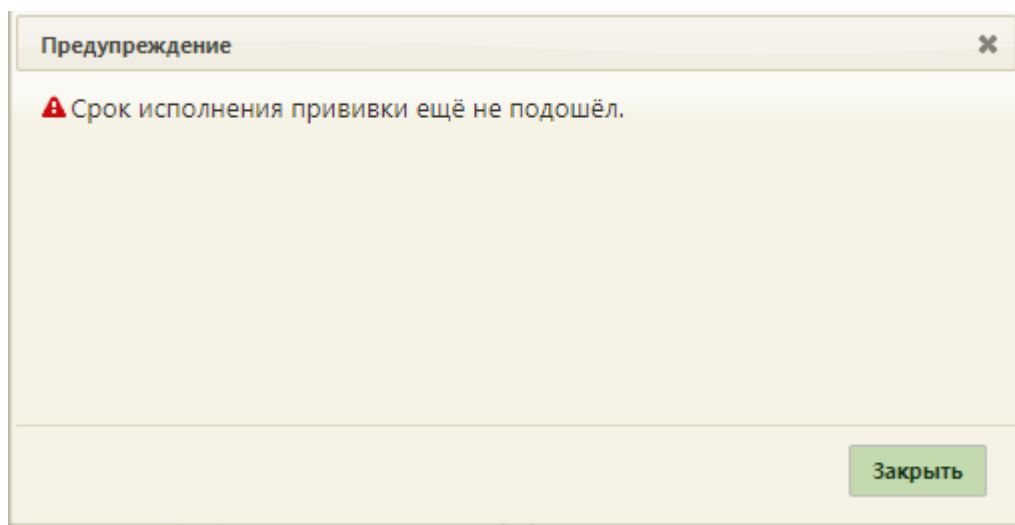 Предупреждение
Срок исполнения прививки ещё не подошёл.
Закрыть